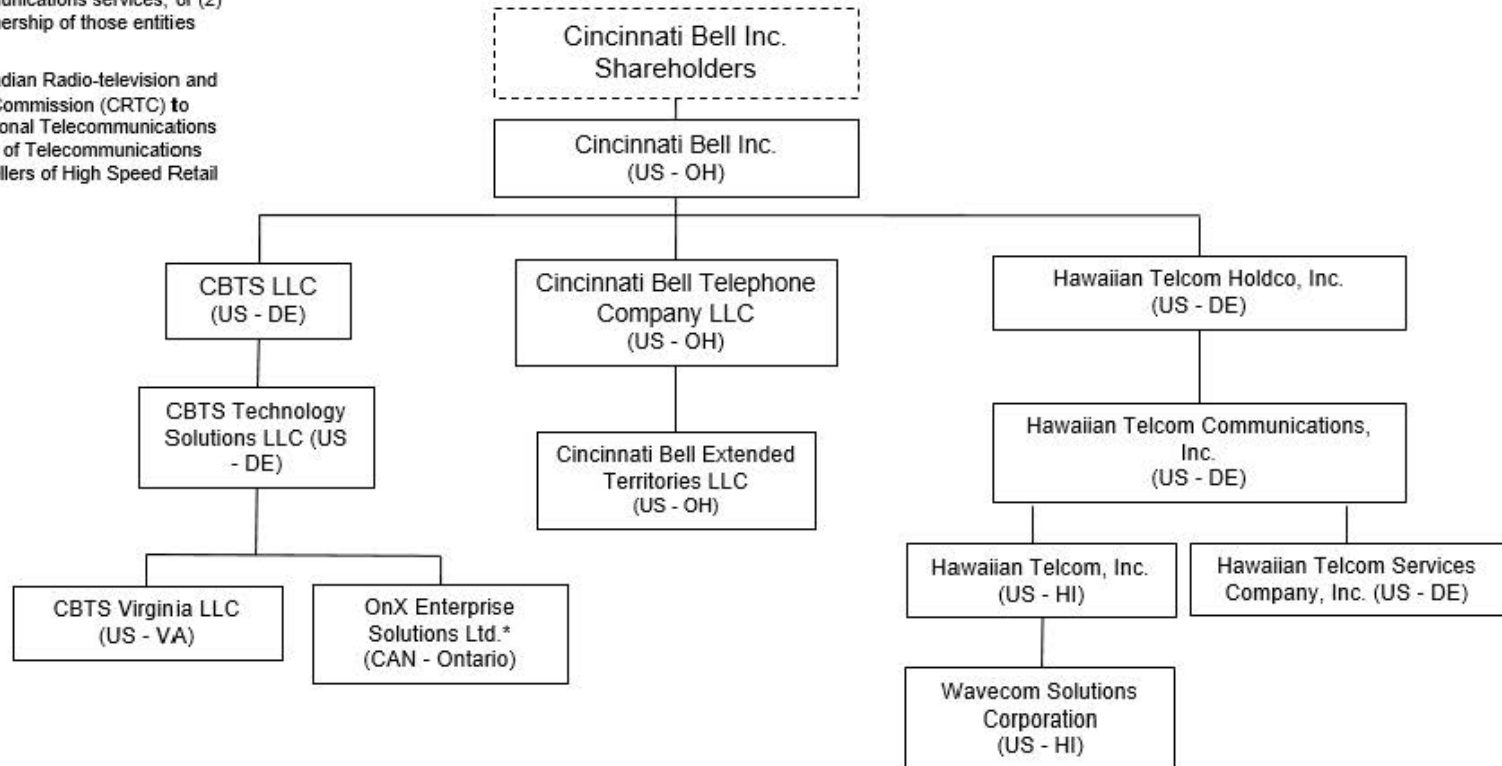 services, or (2)
ership of those entities
Radio-television and
Commission (CRTC) to
Telecommunications
of Telecommunications
of High Speed Retail
Cincinnati Bell Inc.
Shareholders
Cincinnati Bell Inc.
(US - OH)
CBTS LLC
(US - DE)
Cincinnati Bell Telephone
Company LLC
(US - OH)
Hawaiian Telcom Holdco, Inc.
(US - DE)
CBTS Technology
Solutions LLC (US
- DE)
Cincinnati Bell Extended
Territories LLC
(US - OH)
Hawaiian Telcom Communications,
Inc.
(US - DE)
CBTS Virginia LLC
(US - VA)
OnX Enterprise
Solutions Ltd.*
(CAN - Ontario)
Hawaiian Telcom, Inc.
(US - HI)
Hawaiian Telcom Services
Company, Inc. (US - DE)
Wavecom Solutions
Corporation
(US - HI)